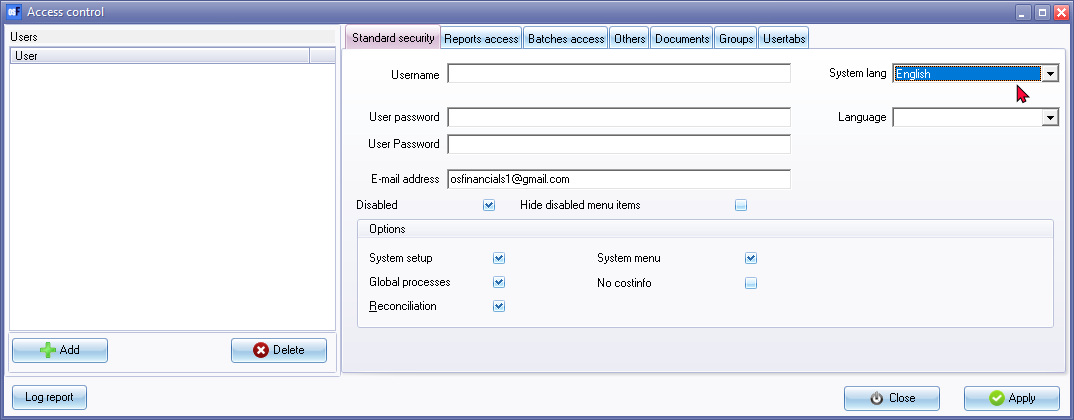 Access control
Users
User
Add
Delete
Standard security
Reports access
Batches access
Others
Documents
Groups
Usertabs
Username
System lang
English
User password
Language
User Password
E-mail address
osfinancials1@gmail.com
Disabled
Hide disabled menu items
Options
System setup
System menu
Global processes
No costinfo
Reconciliation
Log report
Close
Apply